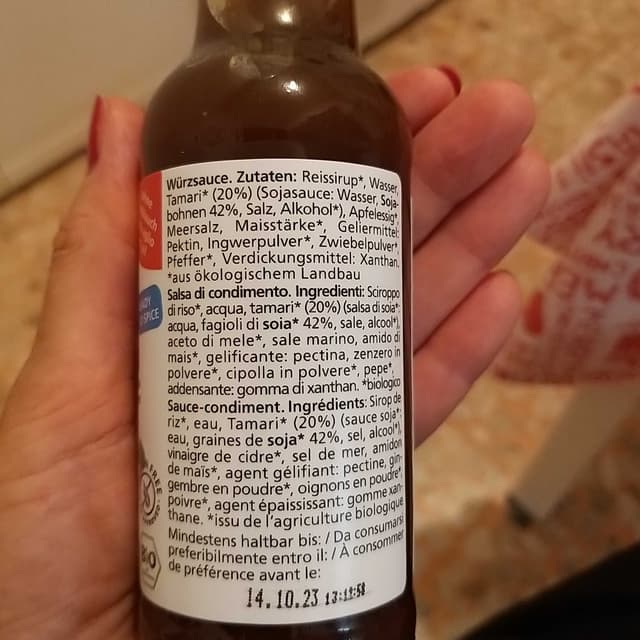 Würzsauce. Zutaten: Reissirup*, Wasser,
Tamari* (20%) (Sojasauce: Wasser, Soja-
bohnen 42%, Salz, Alkohol*), Apfelessig*,
Meersalz, Maisstärke*, Geliermittel:
Pektin, Ingwerpulver*, Zwiebelpulver*,
Pfeffer*, Verdickungsmittel: Xanthan.
*aus ökologischem Landbau
Salsa di condimento. Ingredienti: Sciroppo
di riso*, acqua, tamari* (20%) (salsa di soia*:
acqua, fagioli di soia* 42%, sale, alcool*),
aceto di mele*, sale marino, amido di
mais*, gelificante: pectina, zenzero in
polvere*, cipolla in polvere*, pepe*,
addensante: gomma di xanthan. *biologico
Sauce-condiment. Ingrédients: Sirop de
riz*, eau, Tamari* (20%) (sauce soja*:
eau, graines de soja* 42%, sel, alcool*),
vinaigre de cidre*, sel de mer, amidon
de maïs*, agent gélifiant: pectine, gin-
gembre en poudre*, oignons en poudre*,
poivre*, agent épaississant: gomme xan-
thane. *issu de l'agriculture biologique
Mindestens haltbar bis: / Da consumarsi
preferibilmente entro il: / À consommer
de préférence avant le:
14.10.23 13:11:58
SPICE
FREE
BIO